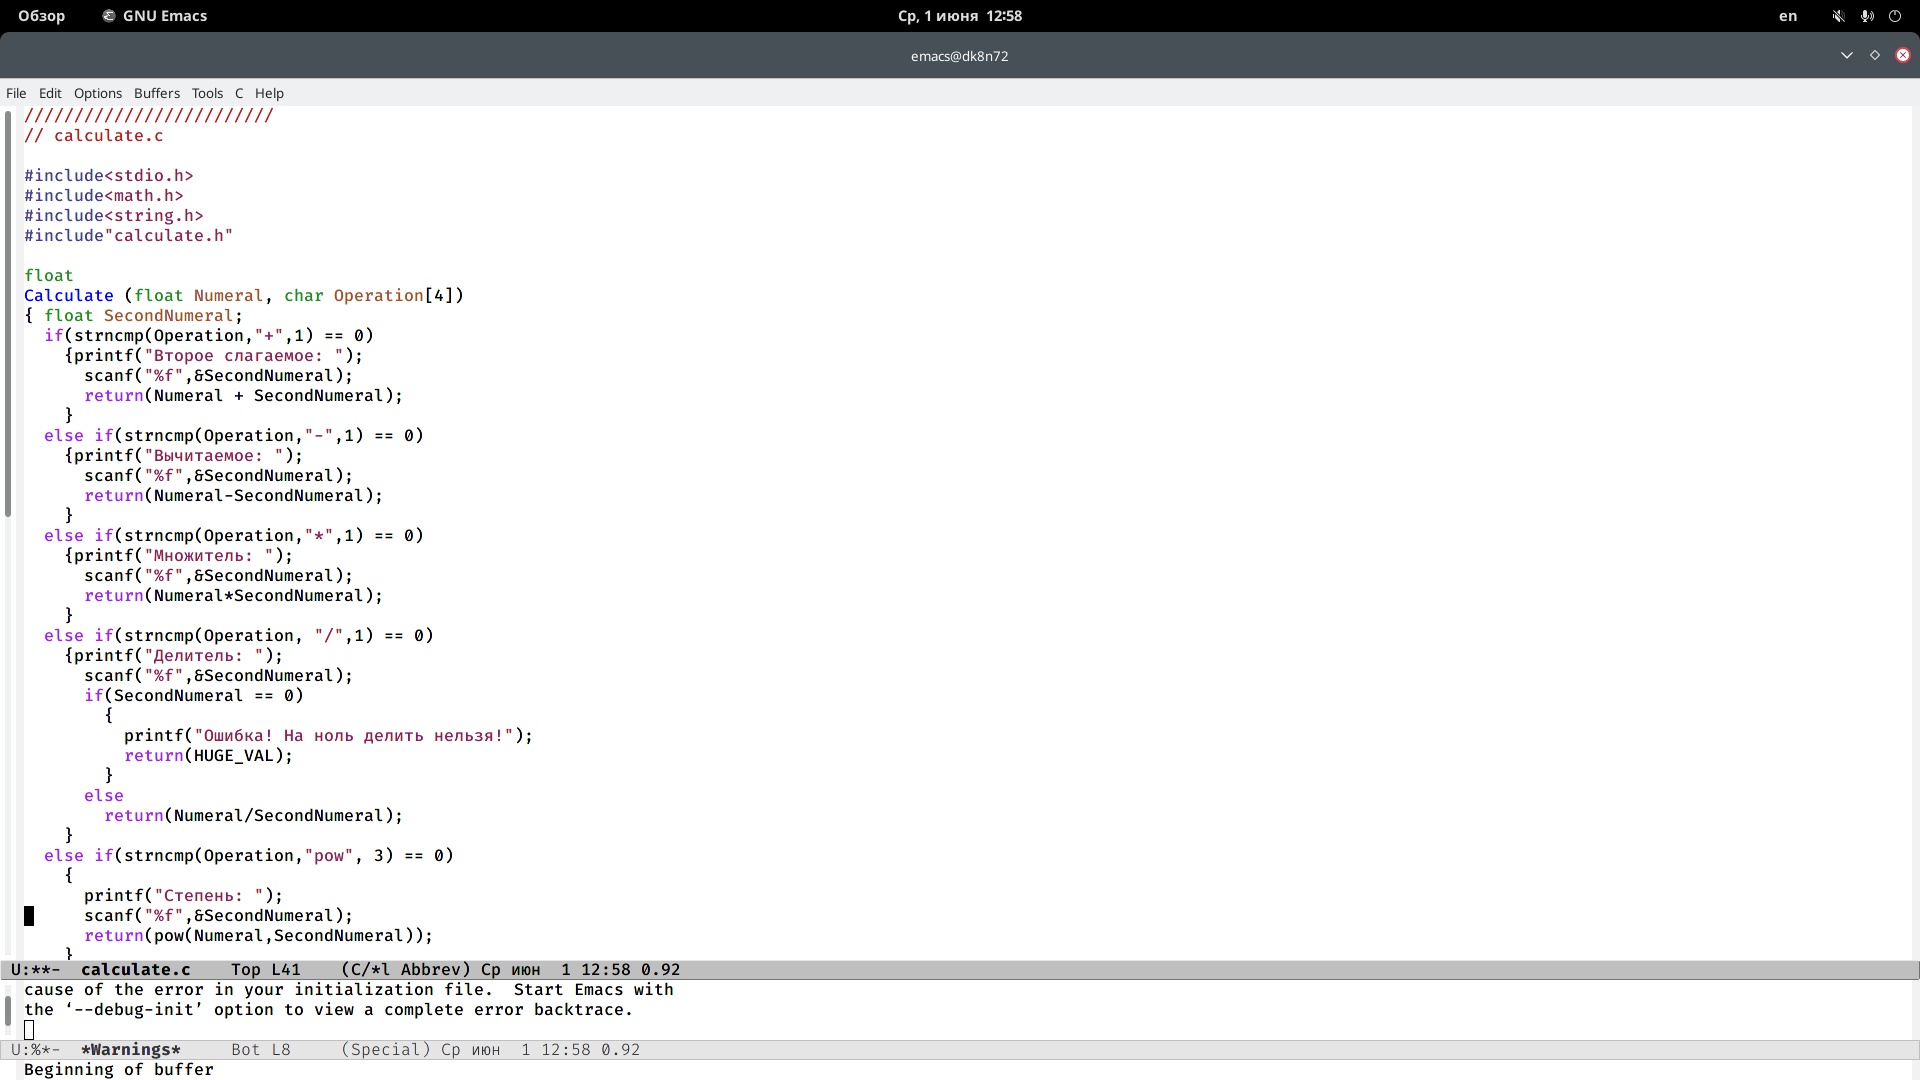 Обзор GNU Emacs Ср, 1 июня 12:58 en
emacs@dk8n72
File Edit Options Buffers Tools C Help
/////////////////////////
// calculate.c
#include<stdio.h>
#include<math.h>
#include<string.h>
#include"calculate.h"
float
Calculate (float Numeral, char Operation[4])
{ float SecondNumeral;
if(strncmp(Operation,"+",1) == 0)
{printf("Второе слагаемое: ");
scanf("%f",&SecondNumeral);
return(Numeral + SecondNumeral);
}
else if(strncmp(Operation,"-",1) == 0)
{printf("Вычитаемое: ");
scanf("%f",&SecondNumeral);
return(Numeral-SecondNumeral);
}
else if(strncmp(Operation,"*",1) == 0)
{printf("Множитель: ");
scanf("%f",&SecondNumeral);
return(Numeral*SecondNumeral);
}
else if(strncmp(Operation, "/",1) == 0)
{printf("Делитель: ");
scanf("%f",&SecondNumeral);
if(SecondNumeral == 0)
{
printf("Ошибка! На ноль делить нельзя!");
return(HUGE_VAL);
}
else
return(Numeral/SecondNumeral);
}
else if(strncmp(Operation,"pow", 3) == 0)
{
printf("Степень: ");
scanf("%f",&SecondNumeral);
return(pow(Numeral,SecondNumeral));
}
U:**- calculate.c Top L41 (C/*l Abbrev) Ср июн 1 12:58 0.92
cause of the error in your initialization file. Start Emacs with
the ‘--debug-init’ option to view a complete error backtrace.
U:%*- *Warnings* Bot L8 (Special) Ср июн 1 12:58 0.92
Beginning of buffer